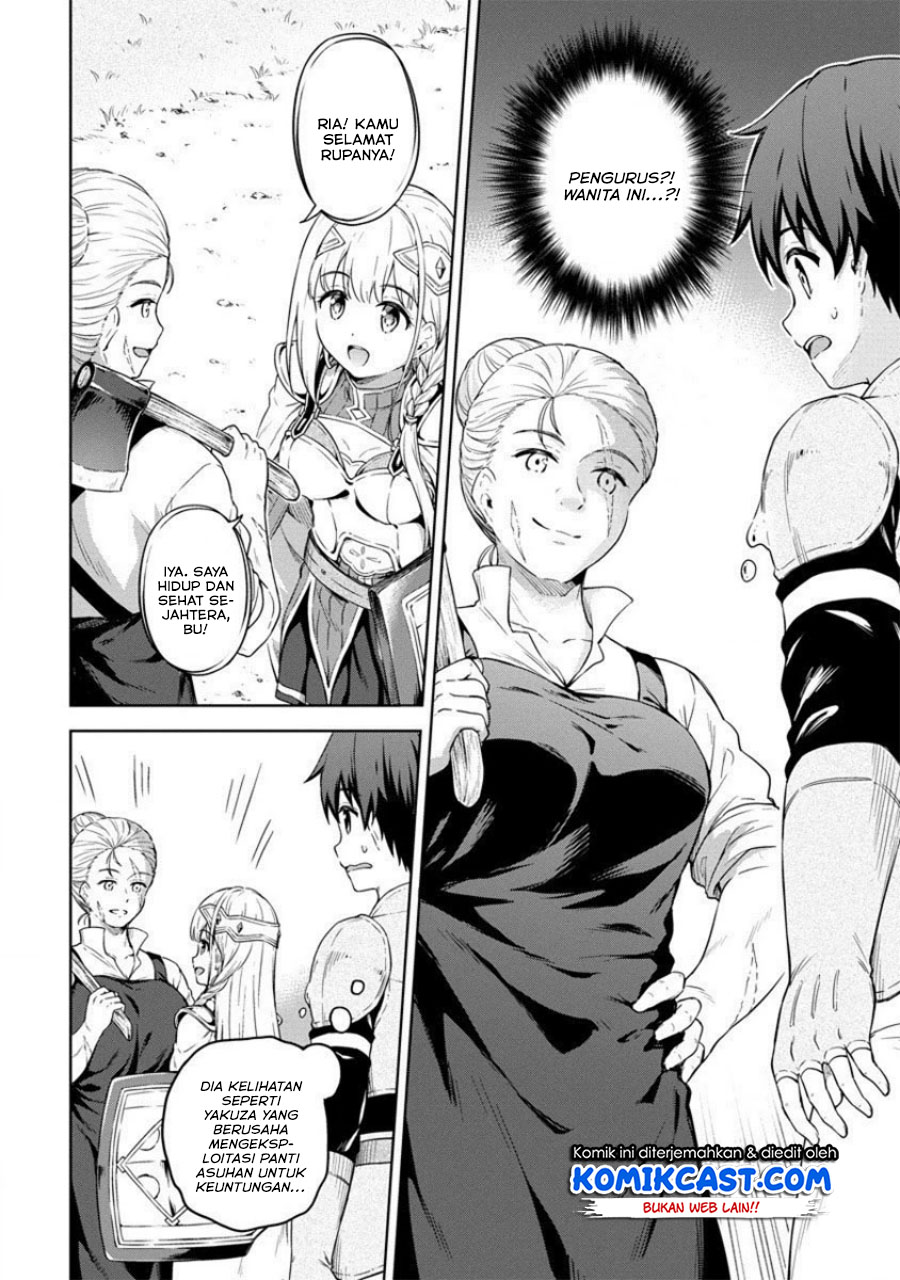 PENGURUS?!
WANITA INI...?!
RIA! KAMU
SELAMAT
RUPANYA!
IYA. SAYA
HIDUP DAN
SEHAT SE-
JAHTERA,
BU!
DIA KELIHATAN
SEPERTI
YAKUZA YANG
BERUSAHA
MENGEKSP-
LOITASI PANTI
ASUHAN UNTUK
KEUNTUNGAN...
Komik ini diterjemahkan & diedit oleh
KOMIKCAST.COM
BUKAN WEB LAIN!!